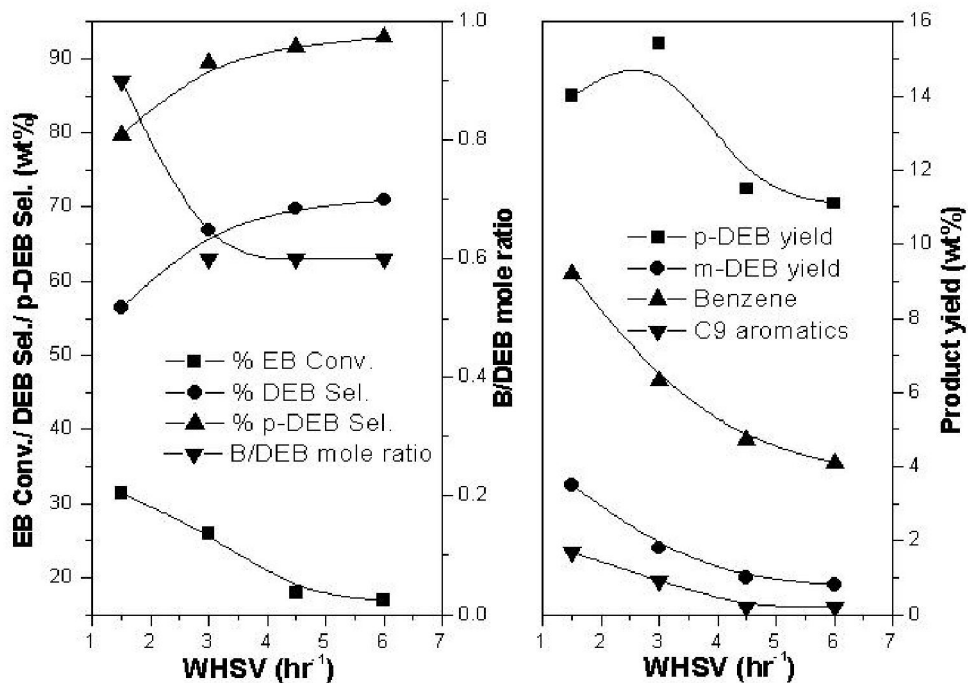 EB Conv./ DEB Sel./ p-DEB Sel. (wt%)
90
80
70
60
50
40
30
20
1.0
0.8
0.6
0.4
0.2
0.0
B/DEB mole ratio
% EB Conv.
% DEB Sel.
% p-DEB Sel.
B/DEB mole ratio
1 2 3 4 5 6 7
WHSV (hr⁻¹)
16
14
12
10
8
6
4
2
0
Product yield (wt%)
p-DEB yield
m-DEB yield
Benzene
C9 aromatics
1 2 3 4 5 6 7
WHSV (hr⁻¹)